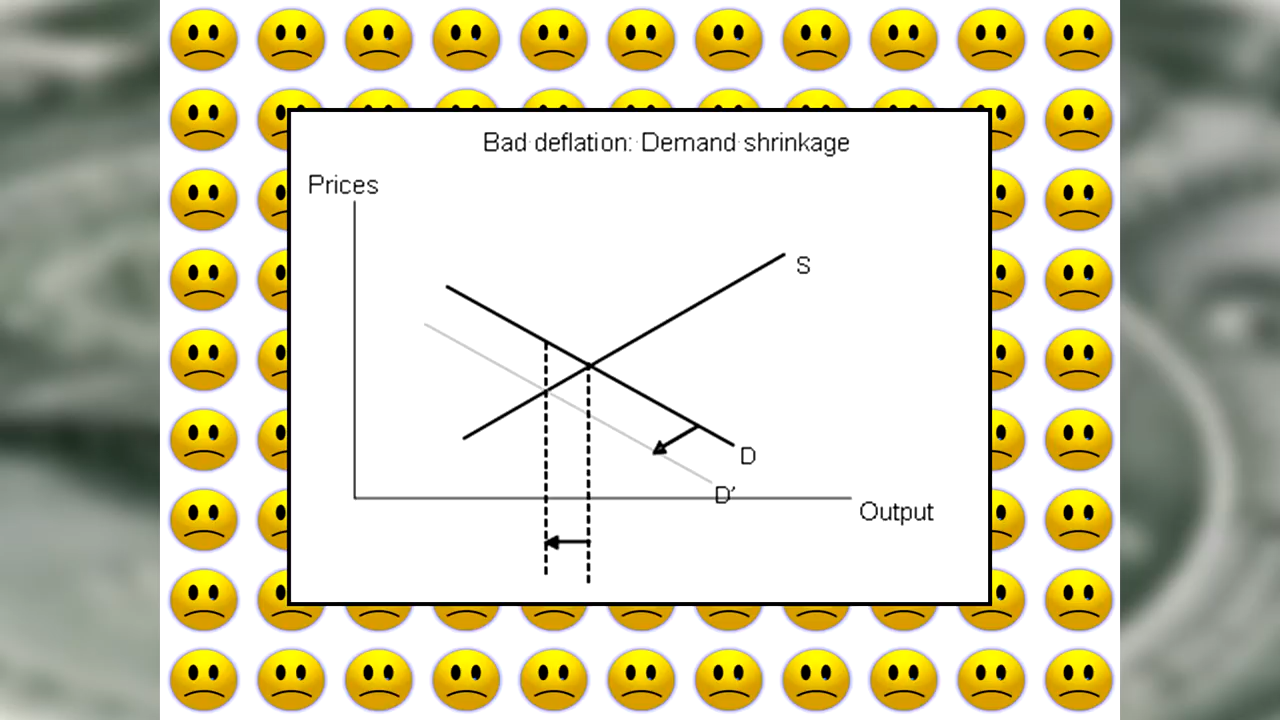 Bad deflation: Demand shrinkage
Prices
S
D
D’
Output